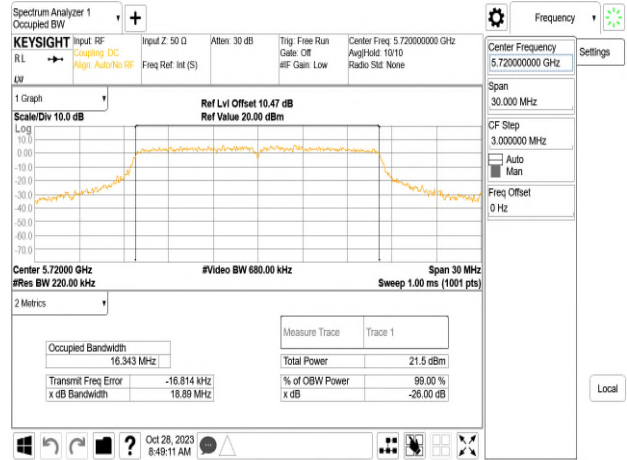 Spectrum Analyzer 1
Occupied BW
KEYSIGHT
RL
Input: RF
Coupling: DC
Align: Auto/No RF
Input Z: 50 Ω
Freq Ref: Int (S)
Atten: 30 dB
Trig: Free Run
Gate: Off
#IF Gain: Low
Center Freq: 5.720000000 GHz
Avg|Hold: 10/10
Radio Std: None
1 Graph
Scale/Div 10.0 dB
Ref Lvl Offset 10.47 dB
Ref Value 20.00 dBm
Log
10.0
0.00
-10.0
-20.0
-30.0
-40.0
-50.0
-60.0
-70.0
Center 5.72000 GHz
#Video BW 680.00 kHz
Span 30 MHz
#Res BW 220.00 kHz
Sweep 1.00 ms (1001 pts)
2 Metrics
Measure Trace Trace 1
Occupied Bandwidth
16.343 MHz
Total Power 21.5 dBm
Transmit Freq Error -16.814 kHz
% of OBW Power 99.00 %
x dB Bandwidth 18.89 MHz
x dB -26.00 dB
Oct 28, 2023
8:49:11 AM
Frequency
Center Frequency
5.720000000 GHz
Settings
Span
30.000 MHz
CF Step
3.000000 MHz
Auto
Man
Freq Offset
0 Hz
Local